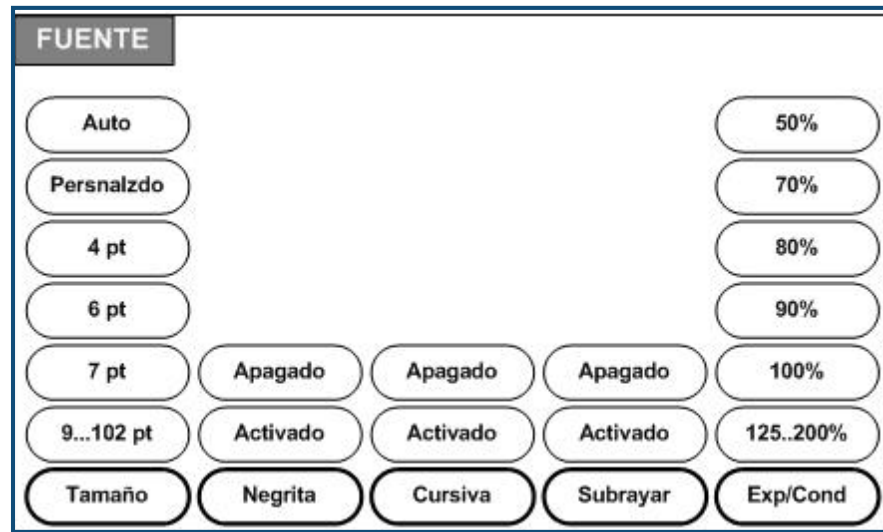 FUENTE
Auto 50%
Persnalzdo 70%
4 pt 80%
6 pt 90%
7 pt Apagado Apagado Apagado 100%
9...102 pt Activado Activado Activado 125..200%
Tamaño Negrita Cursiva Subrayar Exp/Cond